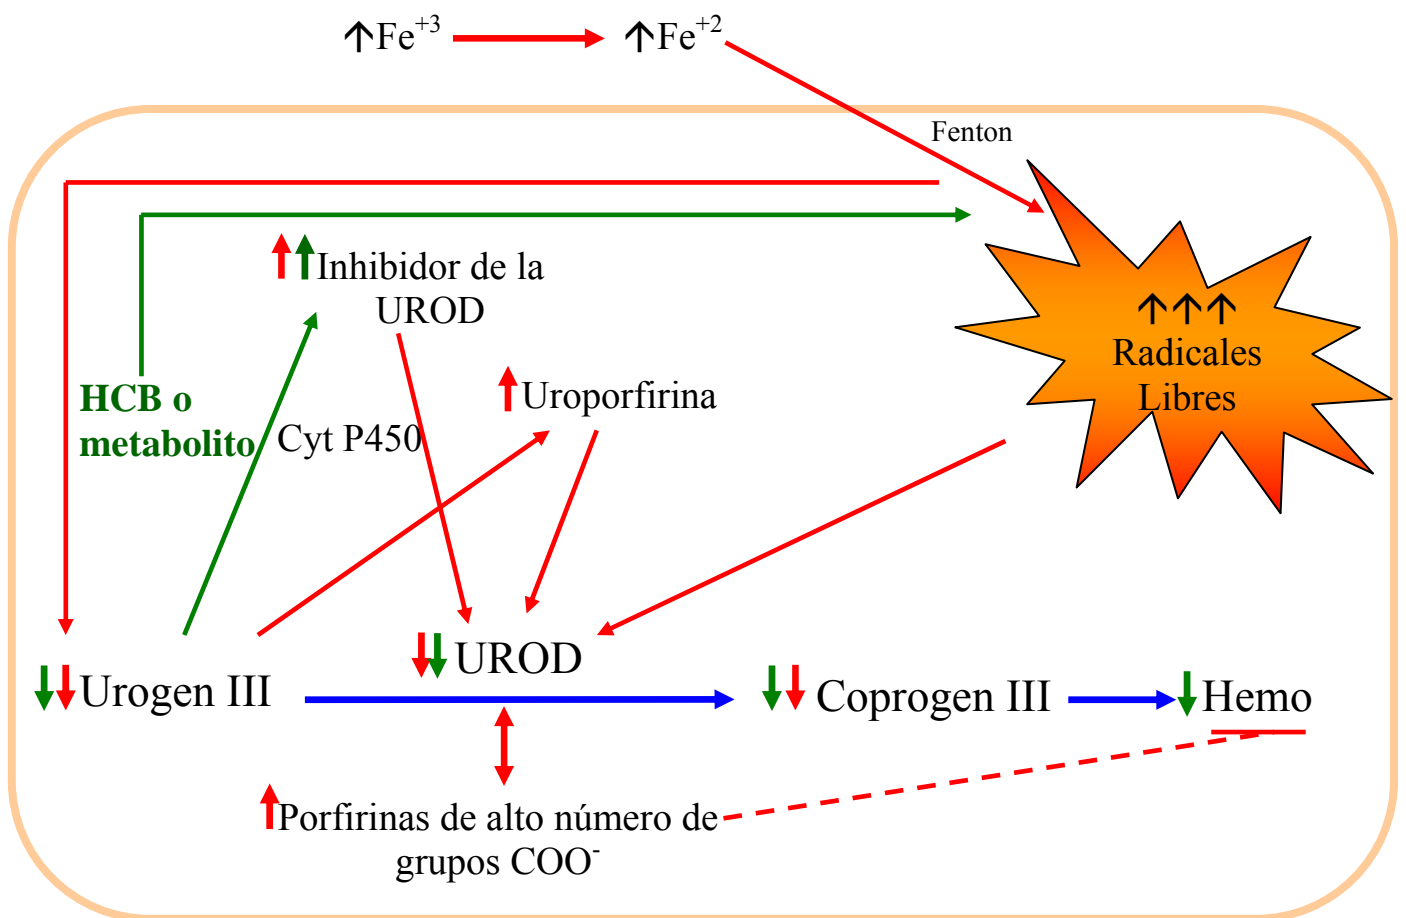 ↑Fe⁺³ ↑Fe⁺²
Fenton
↑↑Inhibidor de la
UROD
↑↑↑
Radicales
Libres
HCB o
metabolito
Cyt P450
↑Uroporfirina
↓↓Urogen III
↓↓UROD
↓↓ Coprogen III
↓Hemo
↑Porfirinas de alto número de
grupos COO⁻